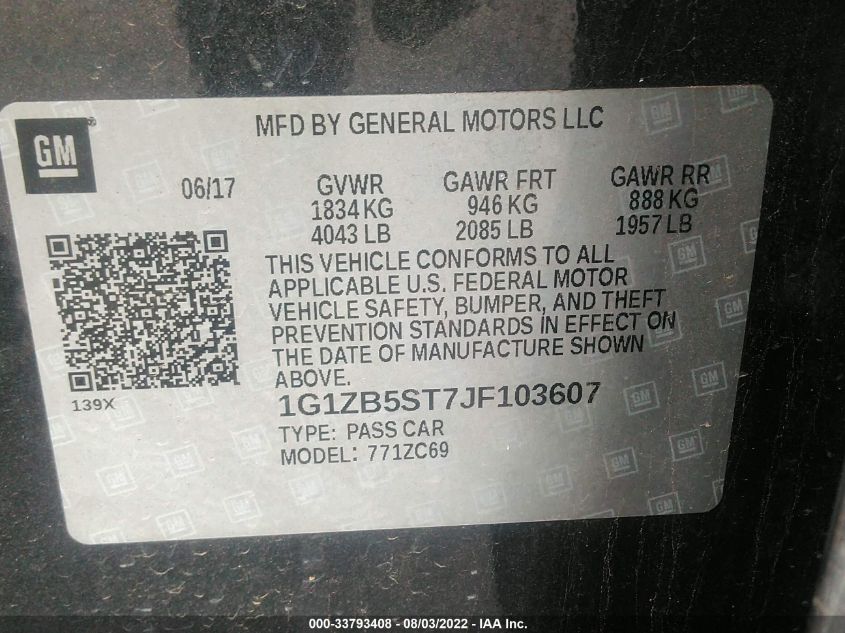 GM®
MFD BY GENERAL MOTORS LLC
06/17 GVWR GAWR FRT GAWR RR
1834 KG 946 KG 888 KG
4043 LB 2085 LB 1957 LB
THIS VEHICLE CONFORMS TO ALL
APPLICABLE U.S. FEDERAL MOTOR
VEHICLE SAFETY, BUMPER, AND THEFT
PREVENTION STANDARDS IN EFFECT ON
THE DATE OF MANUFACTURE SHOWN
ABOVE.
139X
1G1ZB5ST7JF103607
TYPE: PASS CAR
MODEL: 771ZC69
000-33793408 - 08/03/2022 - IAA Inc.